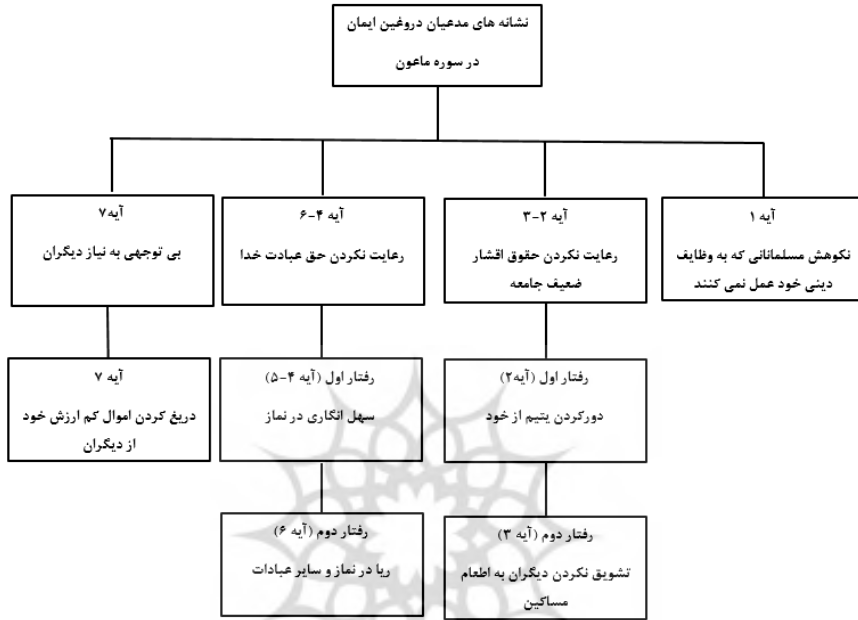 نشانه های مدعیان دروغین ایمان
در سوره ماعون
آیه ۱
نکوهش مسلمانانی که به وظایف
دینی خود عمل نمی کنند
آیه ۲-۳
رعایت نکردن حقوق اقشار
ضعیف جامعه
آیه ۴-۶
رعایت نکردن حق عبادت خدا
آیه ۷
بی توجهی به نیاز دیگران
رفتار اول (آیه۲)
دورکردن یتیم از خود
رفتار اول (آیه ۴-۵)
سهل انگاری در نماز
آیه ۷
دریغ کردن اموال کم ارزش خود
از دیگران
رفتار دوم (آیه ۳)
تشویق نکردن دیگران به اطعام
مساکین
رفتار دوم (آیه ۶)
ریا در نماز و سایر عبادات